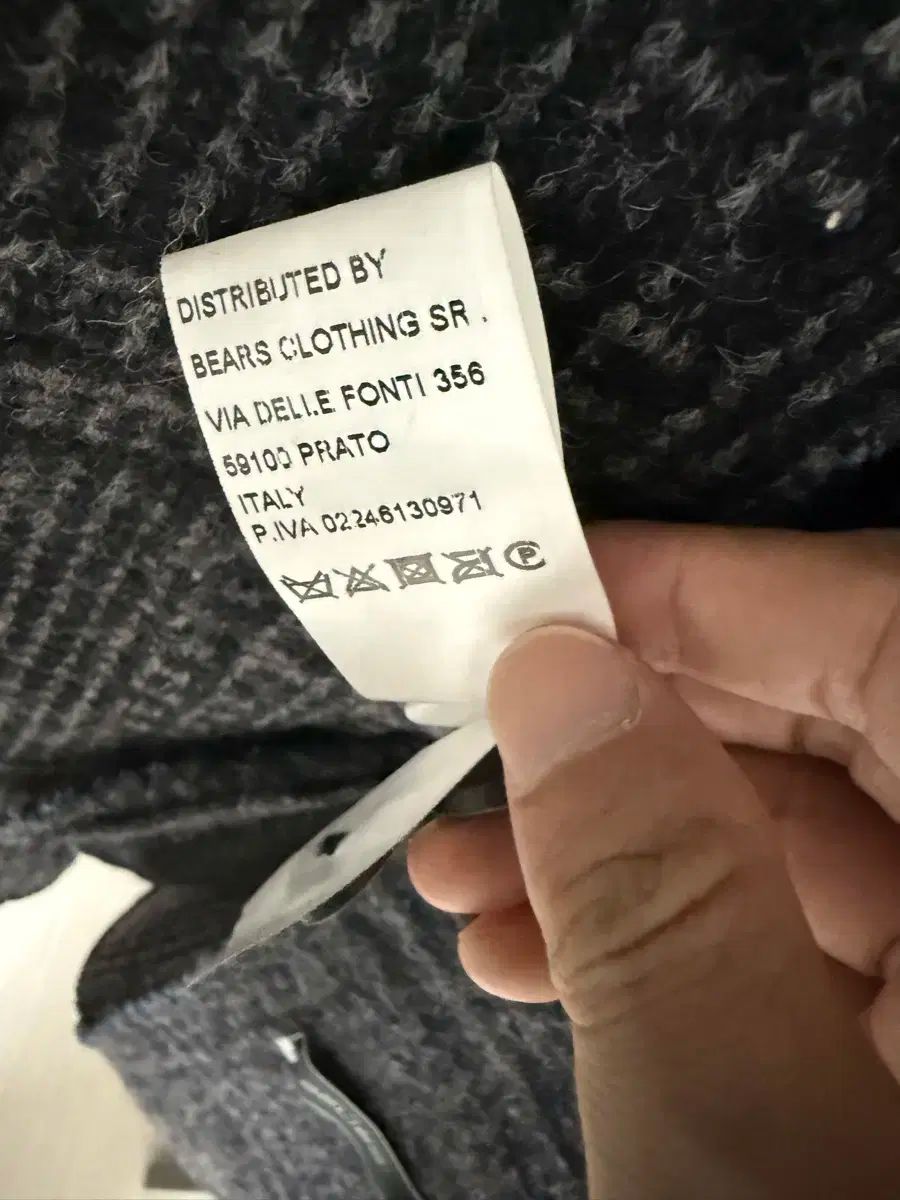 DISTRIBUTED BY
BEARS CLOTHING SR .
VIA DELLE FONTI 356
59100 PRATO
ITALY
P.IVA 02246130971
P